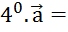 4⁰.a⃗ =